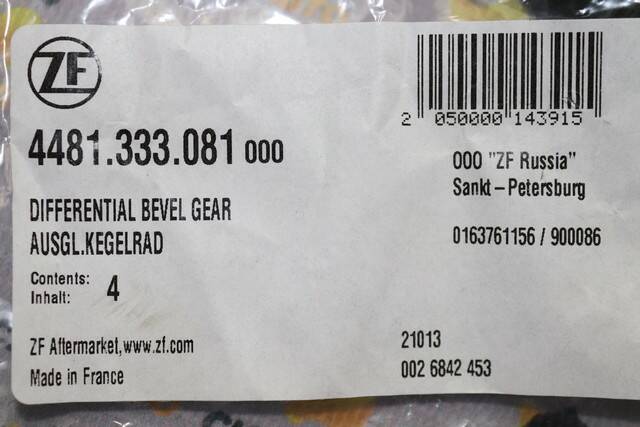 ZF
4481.333.081 000
DIFFERENTIAL BEVEL GEAR
AUSGL.KEGELRAD
Contents:
Inhalt: 4
ZF Aftermarket,www.zf.com
Made in France
2 050000 143915
OOO "ZF Russia"
Sankt-Petersburg
0163761156 / 900086
21013
002 6842 453